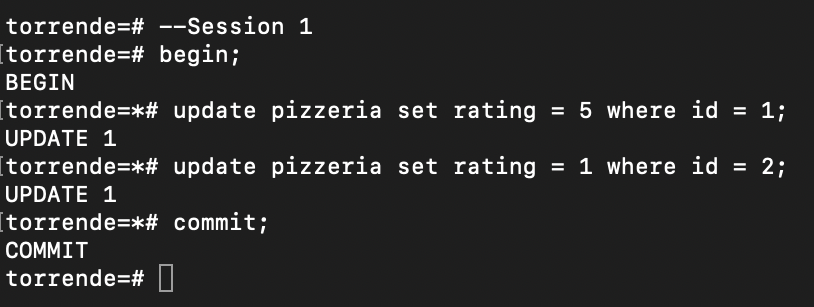 torrende=# --Session 1
torrende=# begin;
BEGIN
torrende=*# update pizzeria set rating = 5 where id = 1;
UPDATE 1
torrende=*# update pizzeria set rating = 1 where id = 2;
UPDATE 1
torrende=*# commit;
COMMIT
torrende=#